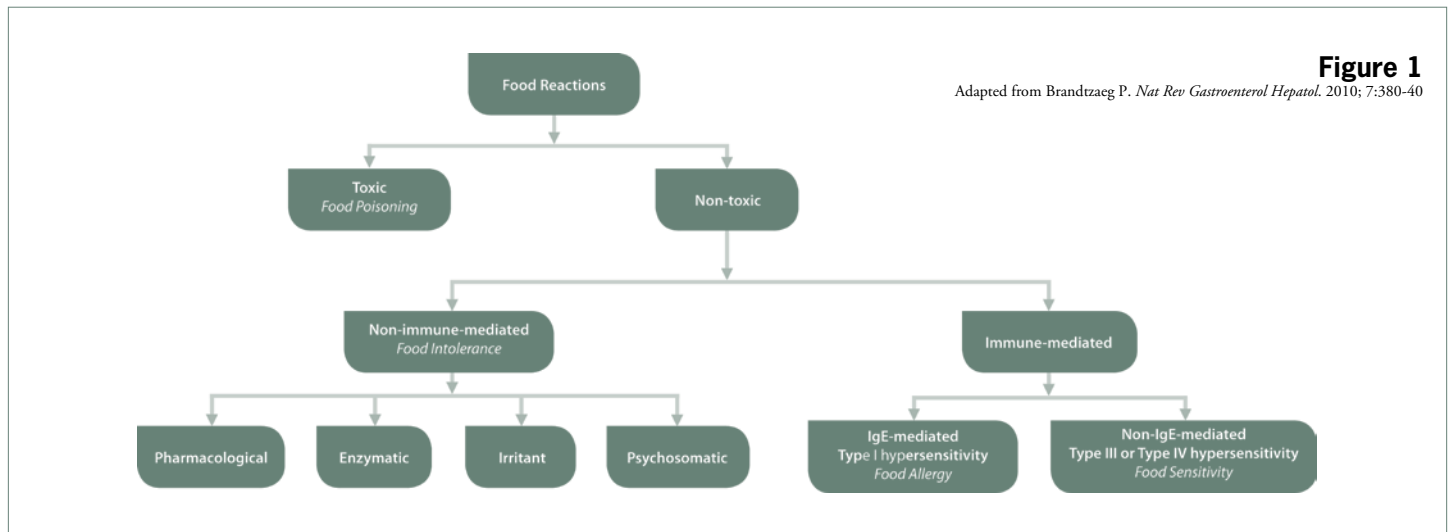 Figure 1
Adapted from Brandtzaeg P. Nat Rev Gastroenterol Hepatol. 2010; 7:380-40
Food Reactions
Toxic
Food Poisoning
Non-toxic
Non-immune-mediated
Food Intolerance
Immune-mediated
Pharmacological
Enzymatic
Irritant
Psychosomatic
IgE-mediated
Type I hypersensitivity
Food Allergy
Non-IgE-mediated
Type III or Type IV hypersensitivity
Food Sensitivity